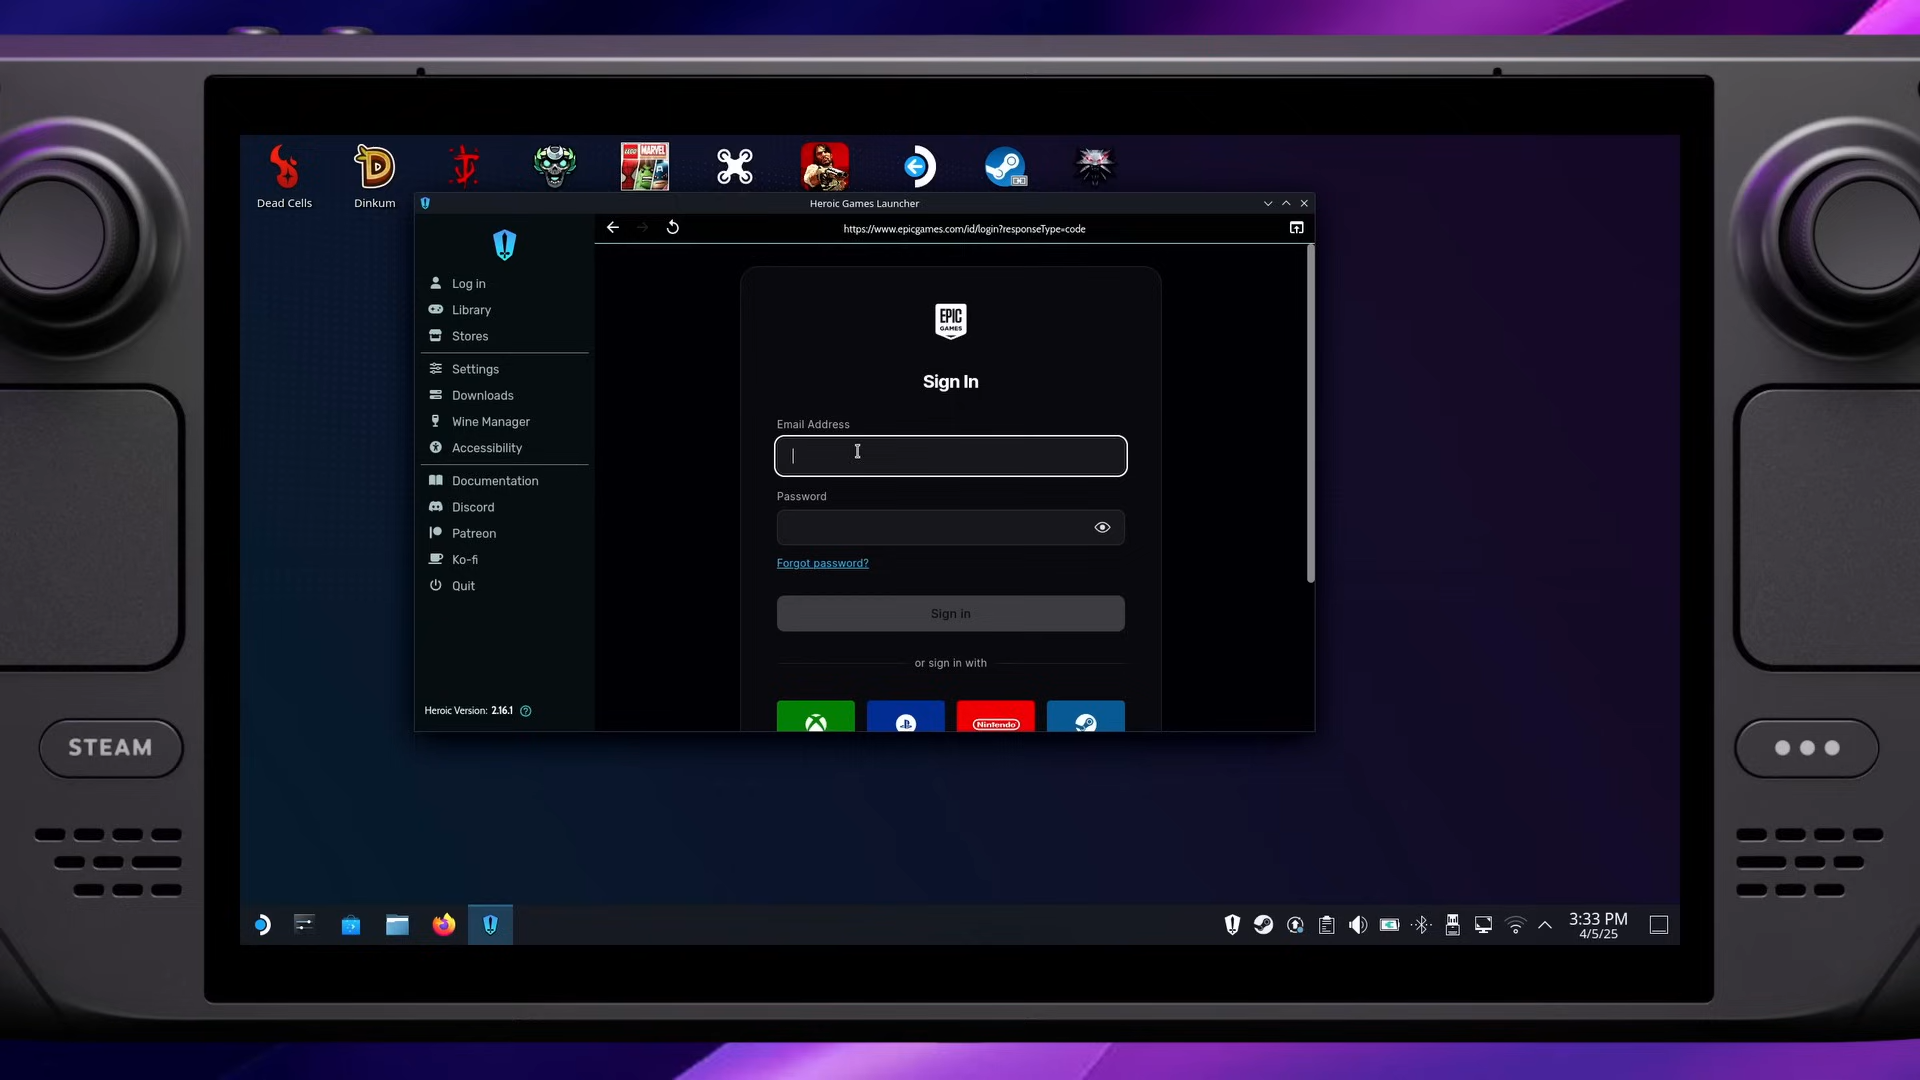 Dead Cells
Dinkum
LEGO MARVEL
Heroic Games Launcher
https://www.epicgames.com/id/login?responseType=code
Log in
Library
Stores
Settings
Downloads
Wine Manager
Accessibility
Documentation
Discord
Patreon
Ko-fi
Quit
Heroic Version: 2.16.1
EPIC
GAMES
Sign In
Email Address
Password
Forgot password?
Sign in
or sign in with
Nintendo
STEAM
3:33 PM
4/5/25